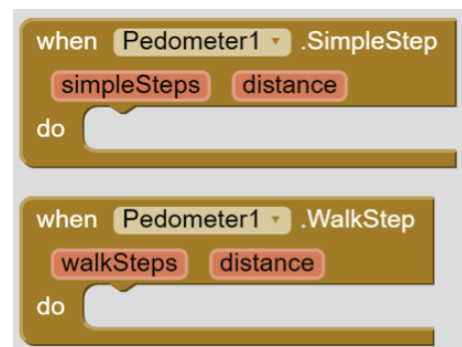 when Pedometer1 .SimpleStep
simpleSteps distance
do
when Pedometer1 .WalkStep
walkSteps distance
do